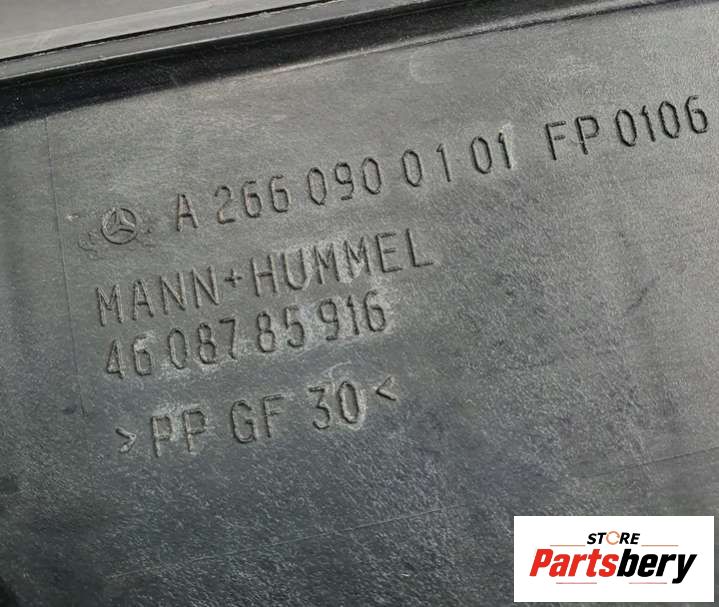 A 266 090 01 01 FP 0106
MANN+HUMMEL
46 087 85 916
>PP GF 30<
STORE
Partsbery